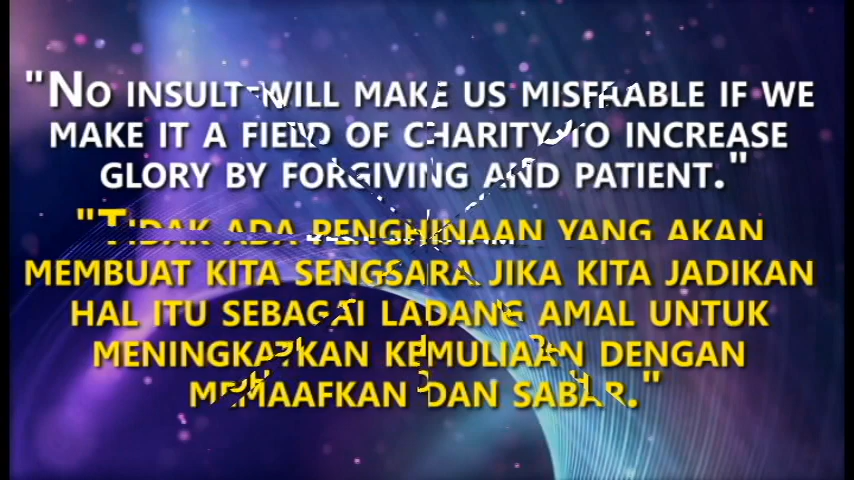 "No insult will make us miserable if we
make it a field of charity to increase
glory by forgiving and patient."
"Tidak ada penghinaan yang akan
membuat kita sengsara jika kita jadikan
hal itu sebagai ladang amal untuk
meningkatkan kemuliaan dengan
memaafkan dan sabar."